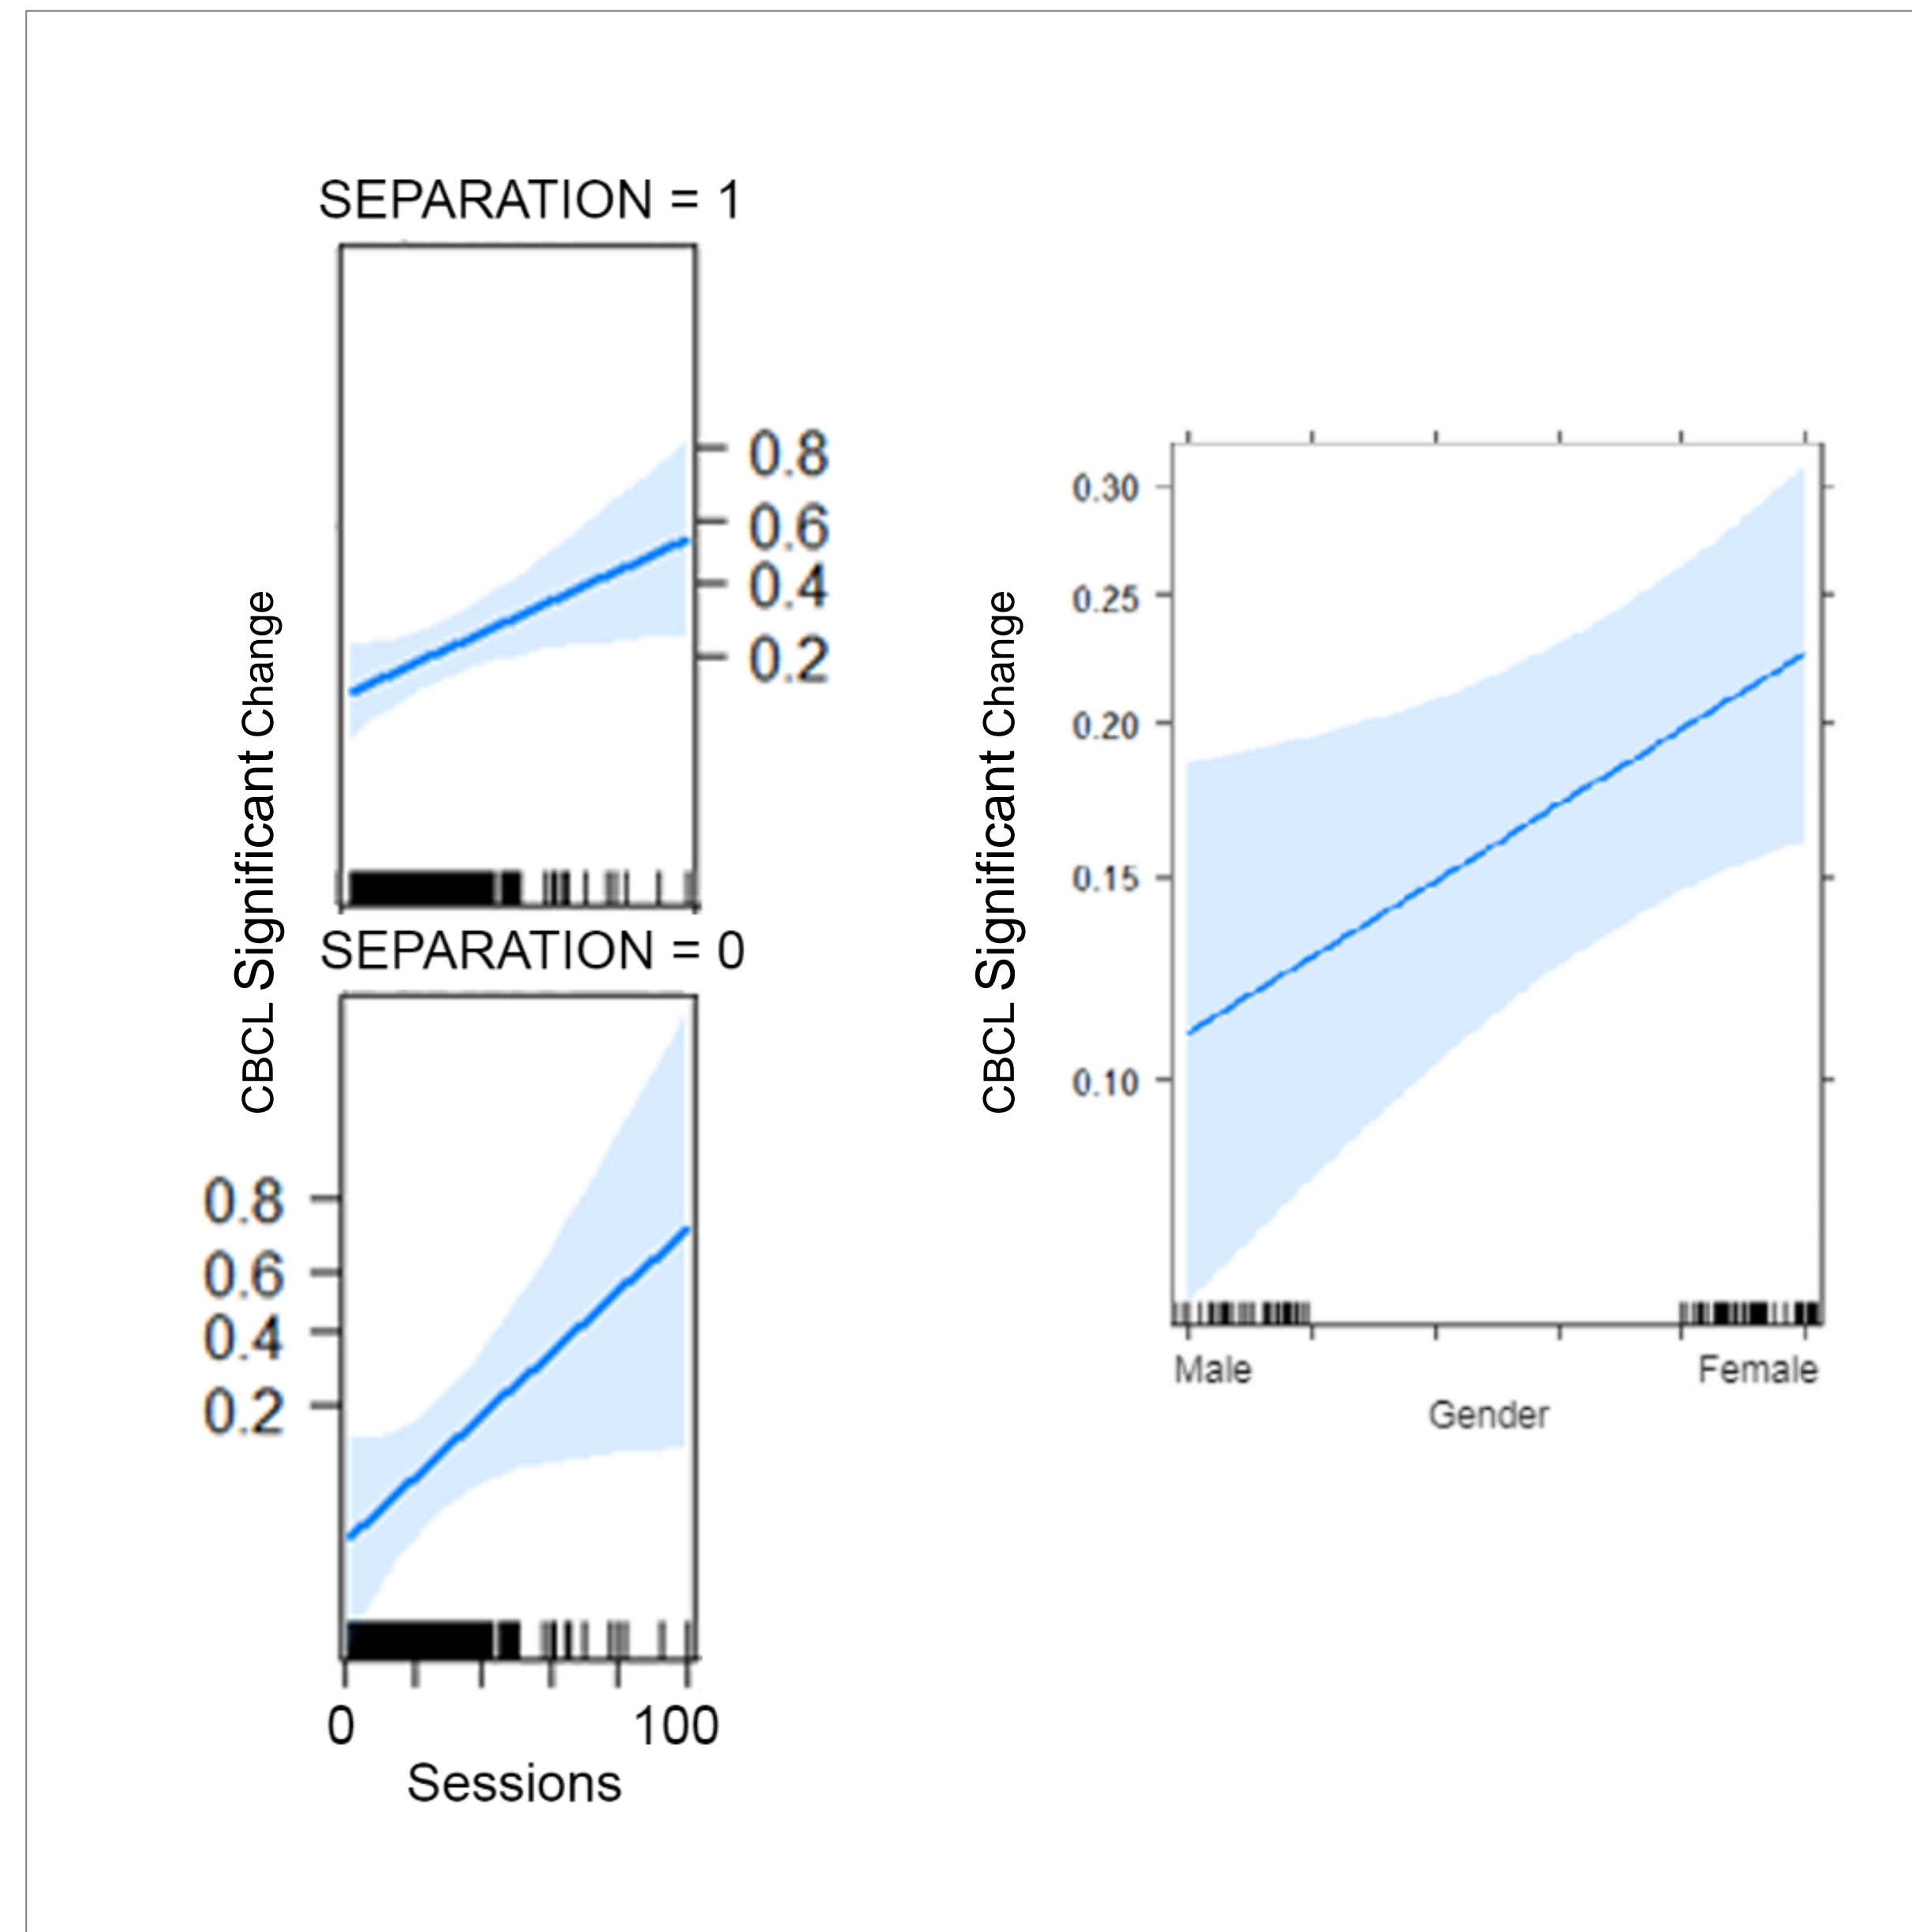 SEPARATION = 1
CBCL Significant Change
0.8
0.6
0.4
0.2
SEPARATION = 0
0.8
0.6
0.4
0.2
0 100
Sessions
CBCL Significant Change
0.30
0.25
0.20
0.15
0.10
Male Female
Gender